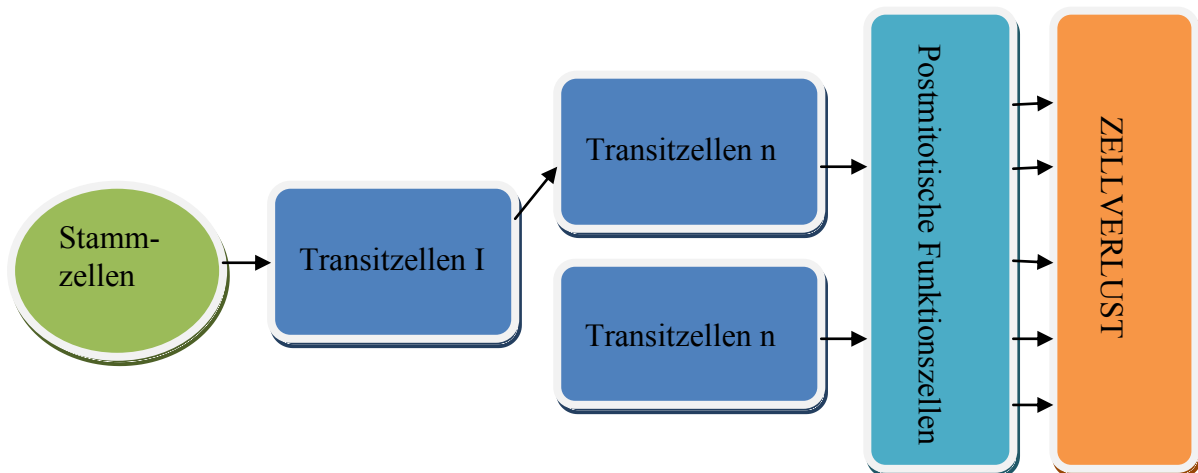 Stamm-
zellen
Transitzellen I
Transitzellen n
Transitzellen n
Postmitotische Funktionszellen
ZELLVERLUST